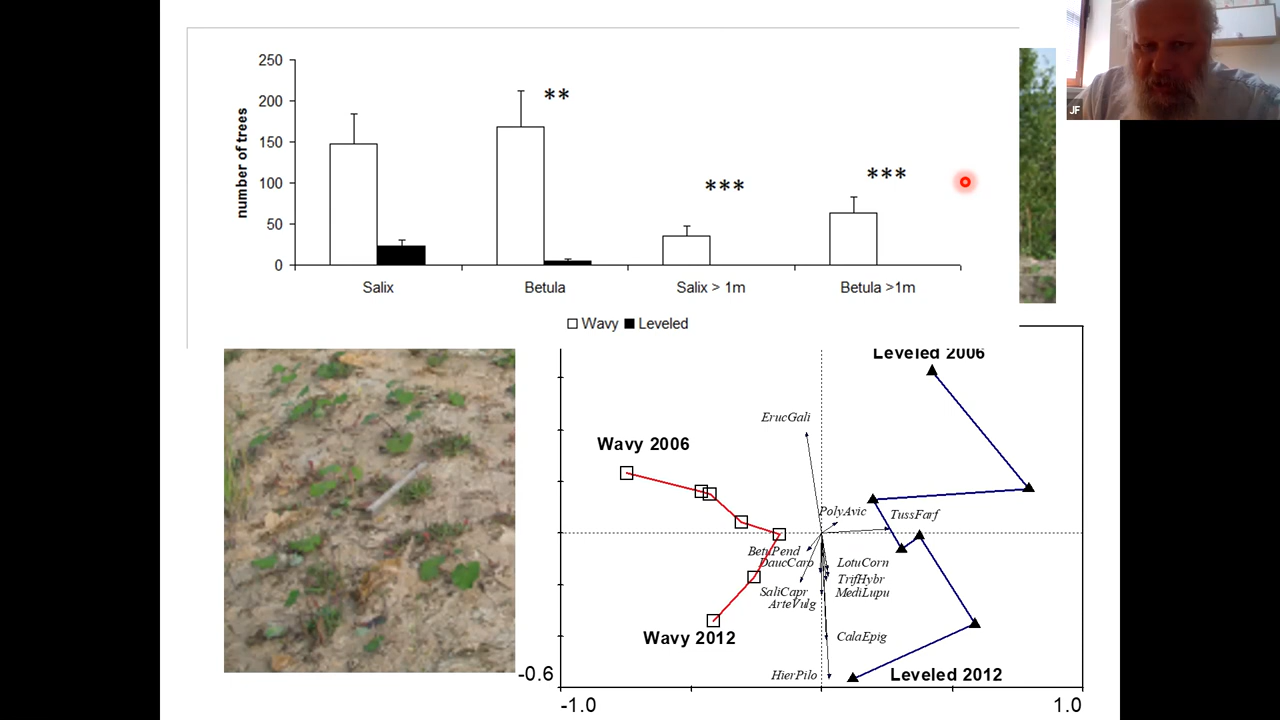 JF
250
200
150
100
50
0
number of trees
**
***
***
Salix
Betula
Salix > 1m
Betula >1m
Wavy
Leveled
Leveled 2006
ErucGali
Wavy 2006
PolyAvic
TussFarf
BetuPend
DaucCaro
LotuCorn
TrifHybr
SaliCapr
MediLupu
ArteVulg
Wavy 2012
CalaEpig
HierPilo
Leveled 2012
-0.6
-1.0
1.0